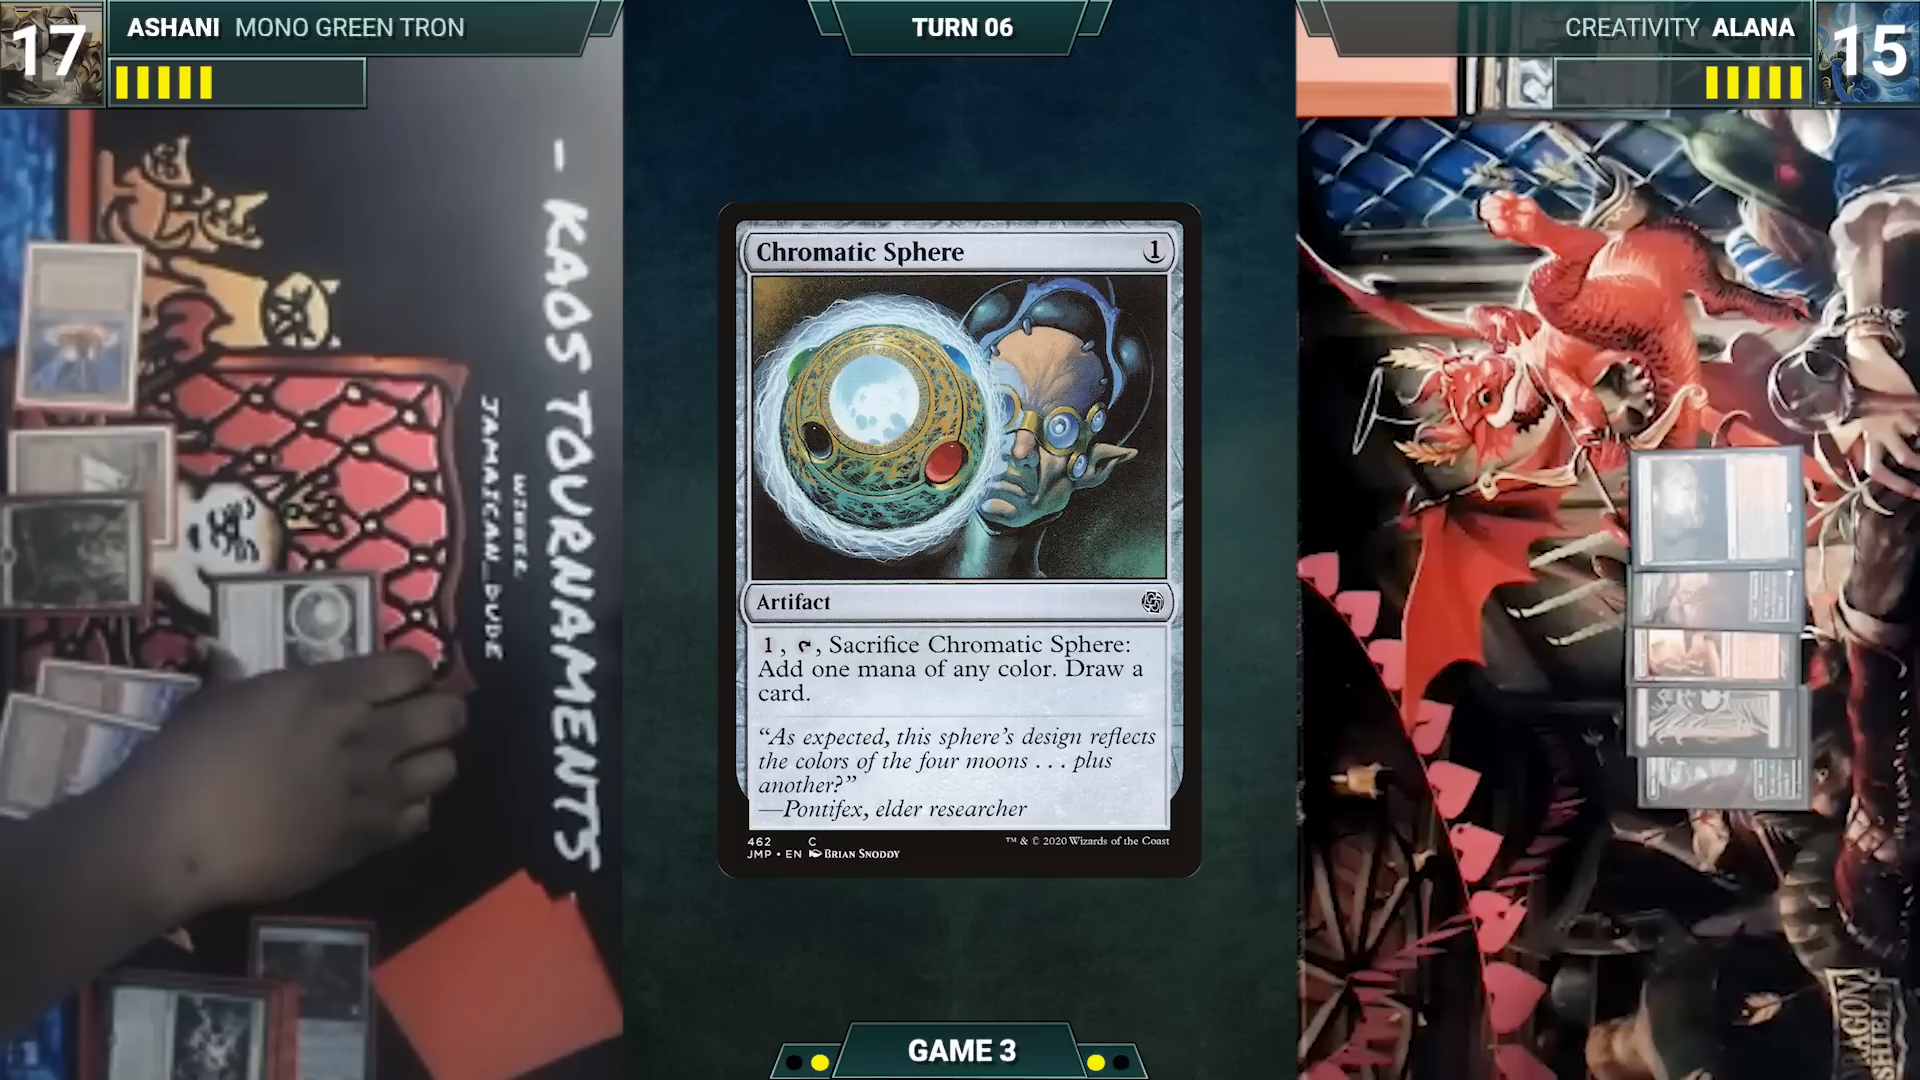 17
ASHANI MONO GREEN TRON
TURN 06
CREATIVITY ALANA
15
Chromatic Sphere 1
Artifact
1, , Sacrifice Chromatic Sphere:
Add one mana of any color. Draw a
card.
“As expected, this sphere’s design reflects
the colors of the four moons . . . plus
another?”
—Pontifex, elder researcher
462 C
JMP • EN BRIAN SNODDY
™ & © 2020 Wizards of the Coast
- KAOS TOURNAMENTS
JAMAICAN_DUDE
DRAGON
SHIELD
GAME 3